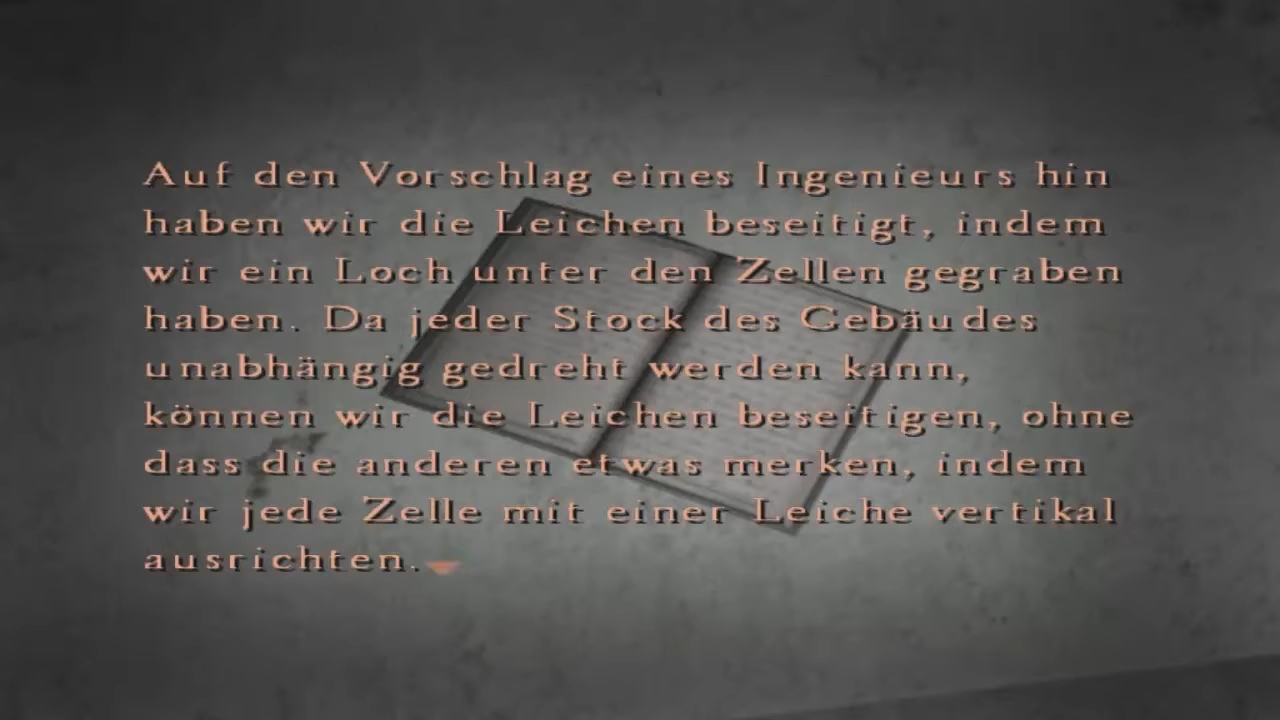 Auf den Vorschlag eines Ingenieurs hin
haben wir die Leichen beseitigt, indem
wir ein Loch unter den Zellen gegraben
haben. Da jeder Stock des Gebäudes
unabhängig gedreht werden kann,
können wir die Leichen beseitigen, ohne
dass die anderen etwas merken, indem
wir jede Zelle mit einer Leiche vertikal
ausrichten.